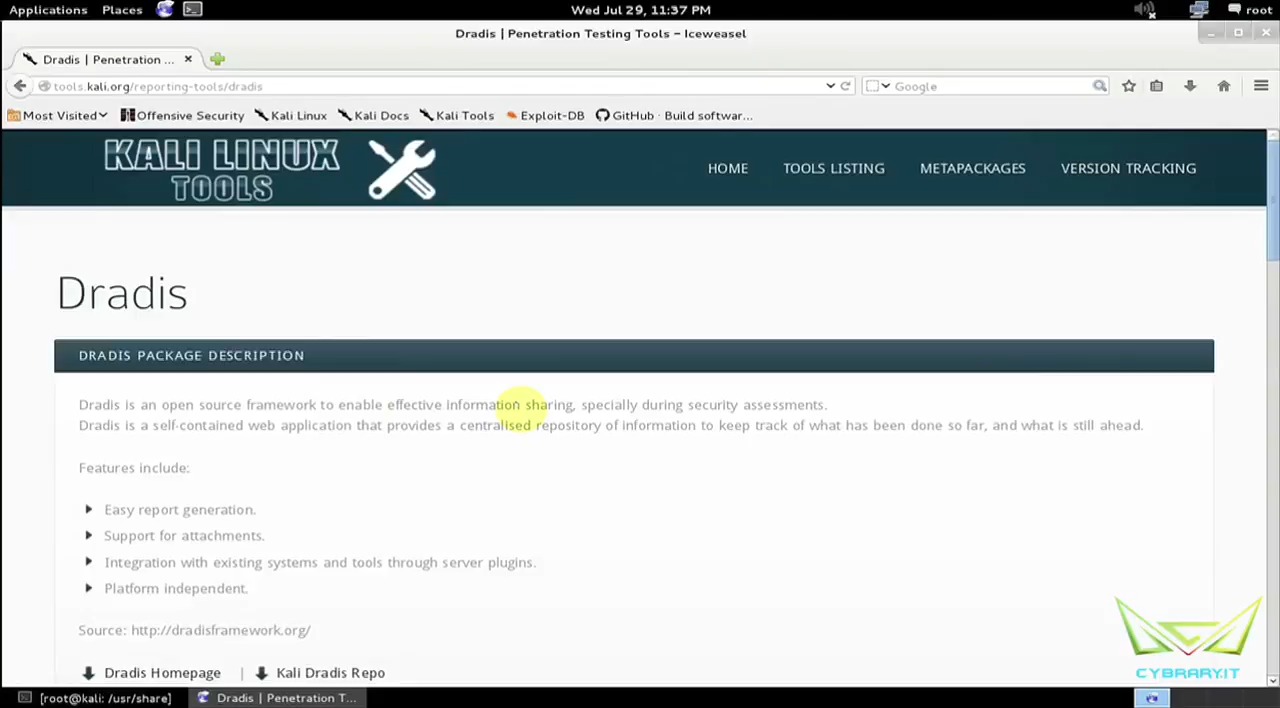 Applications Places Wed Jul 29, 11:37 PM root
Dradis | Penetration Testing Tools – Iceweasel
Dradis | Penetration ...
tools.kali.org/reporting-tools/dradis Google
Most Visited Offensive Security Kali Linux Kali Docs Kali Tools Exploit-DB GitHub · Build softwar...
KALI LINUX
TOOLS
HOME TOOLS LISTING METAPACKAGES VERSION TRACKING
Dradis
DRADIS PACKAGE DESCRIPTION
Dradis is an open source framework to enable effective information sharing, specially during security assessments.
Dradis is a self-contained web application that provides a centralised repository of information to keep track of what has been done so far, and what is still ahead.
Features include:
Easy report generation.
Support for attachments.
Integration with existing systems and tools through server plugins.
Platform independent.
Source: http://dradisframework.org/
Dradis Homepage | Kali Dradis Repo
CYBRARY.IT
[root@kali: /usr/share] Dradis | Penetration T...